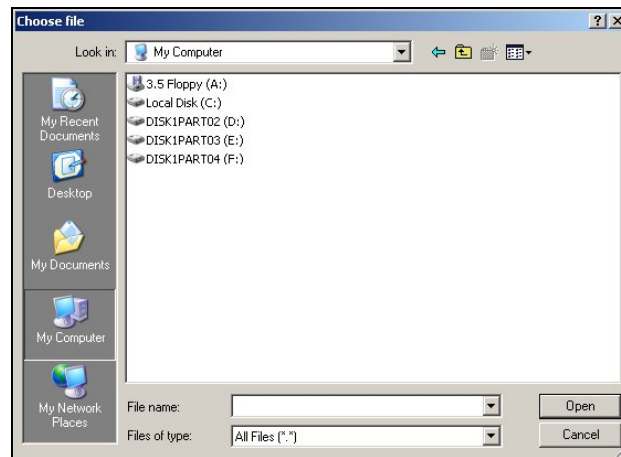 Choose file
Look in:
My Computer
3.5 Floppy (A:)
Local Disk (C:)
DISK1PART02 (D:)
DISK1PART03 (E:)
DISK1PART04 (F:)
My Recent
Documents
Desktop
My Documents
My Computer
My Network
Places
File name:
Open
Files of type:
All Files (*.*)
Cancel